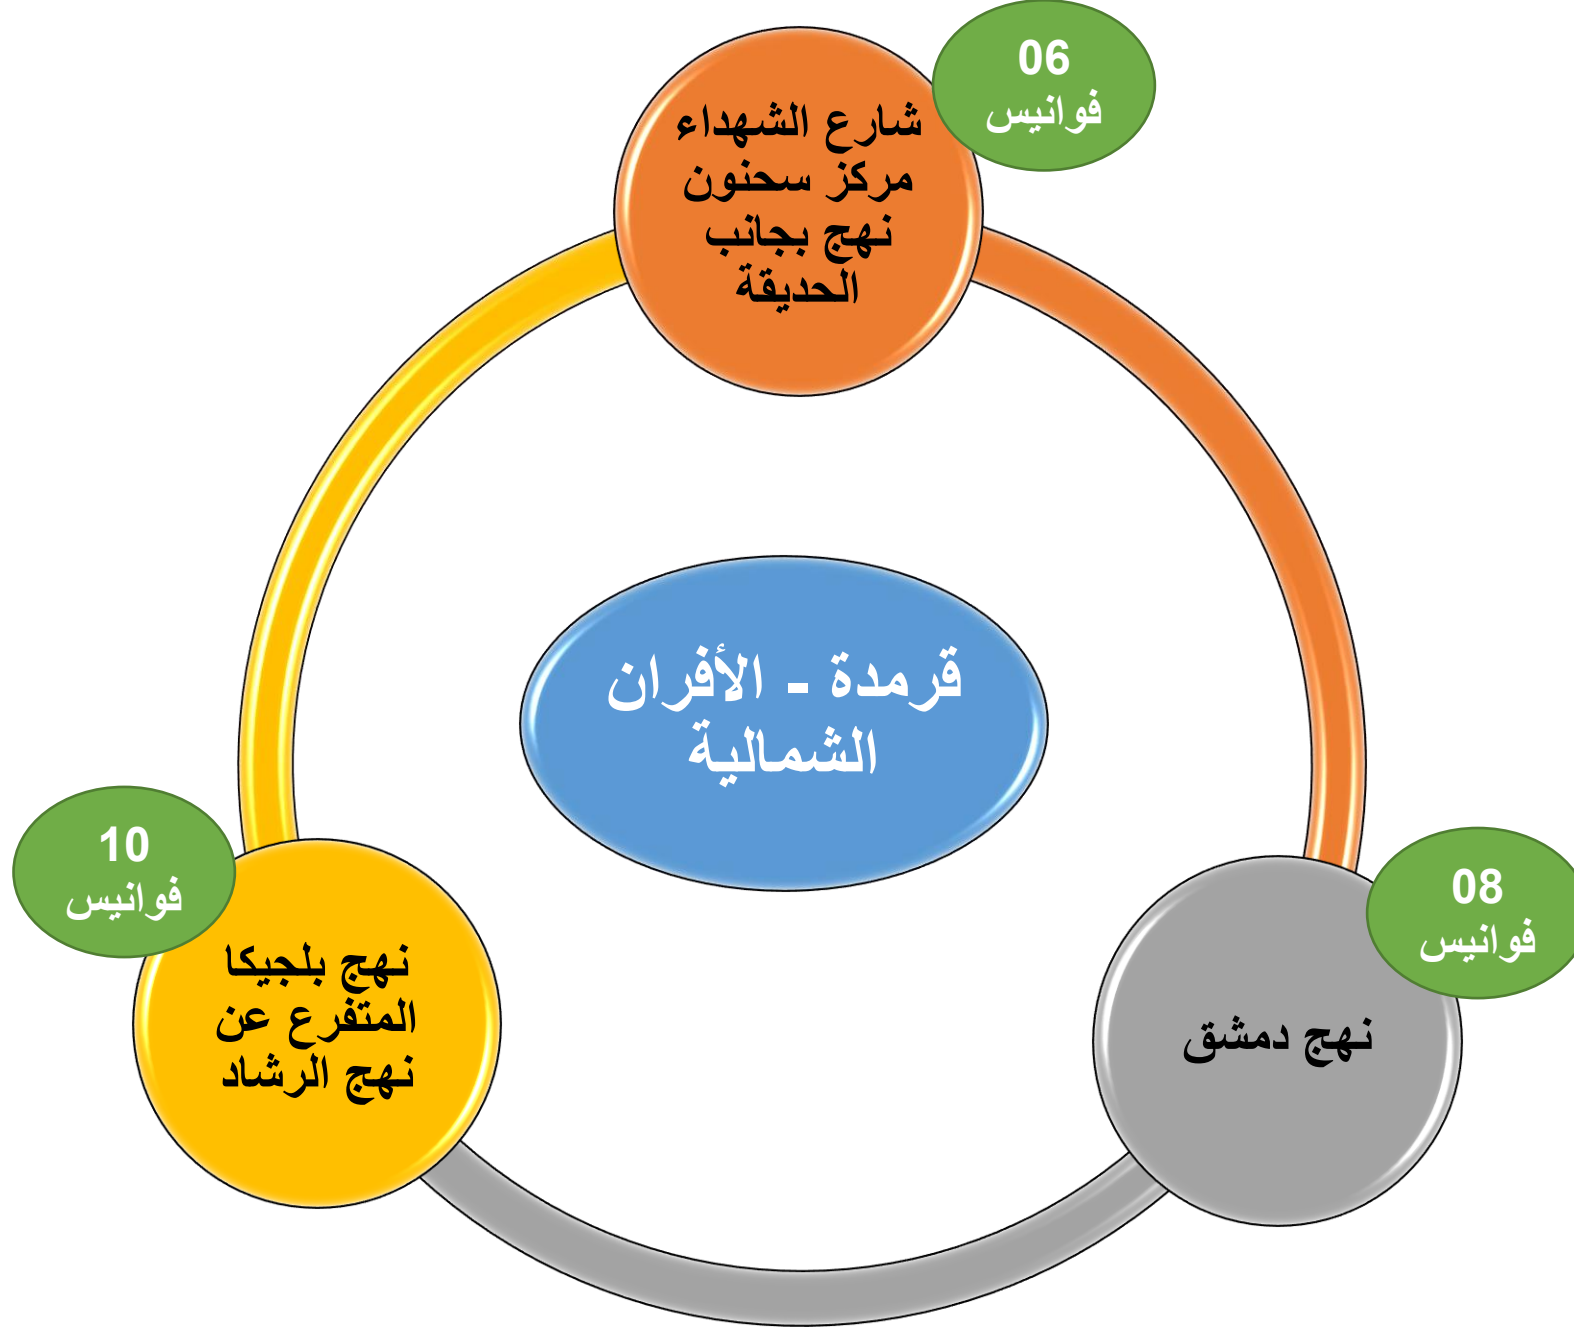 06
فوانيس
شارع الشهداء
مركز سحنون
نهج بجانب
الحديقة
قرمدة - الأفران
الشمالية
08
فوانيس
نهج دمشق
10
فوانيس
نهج بلجيكا
المتفرع عن
نهج الرشاد